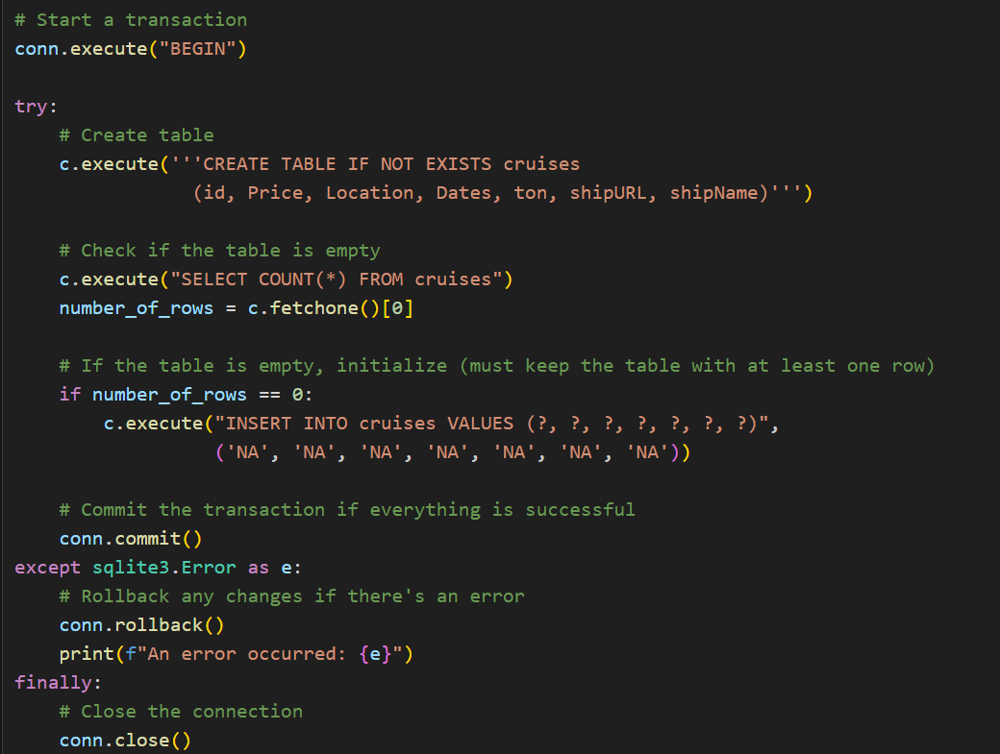 # Start a transaction
conn.execute("BEGIN")

try:
    # Create table
    c.execute('''CREATE TABLE IF NOT EXISTS cruises
                (id, Price, Location, Dates, ton, shipURL, shipName)''')

    # Check if the table is empty
    c.execute("SELECT COUNT(*) FROM cruises")
    number_of_rows = c.fetchone()[0]

    # If the table is empty, initialize (must keep the table with at least one row)
    if number_of_rows == 0:
        c.execute("INSERT INTO cruises VALUES (?, ?, ?, ?, ?, ?, ?)",
                  ('NA', 'NA', 'NA', 'NA', 'NA', 'NA', 'NA'))

    # Commit the transaction if everything is successful
    conn.commit()
except sqlite3.Error as e:
    # Rollback any changes if there's an error
    conn.rollback()
    print(f"An error occurred: {e}")
finally:
    # Close the connection
    conn.close()